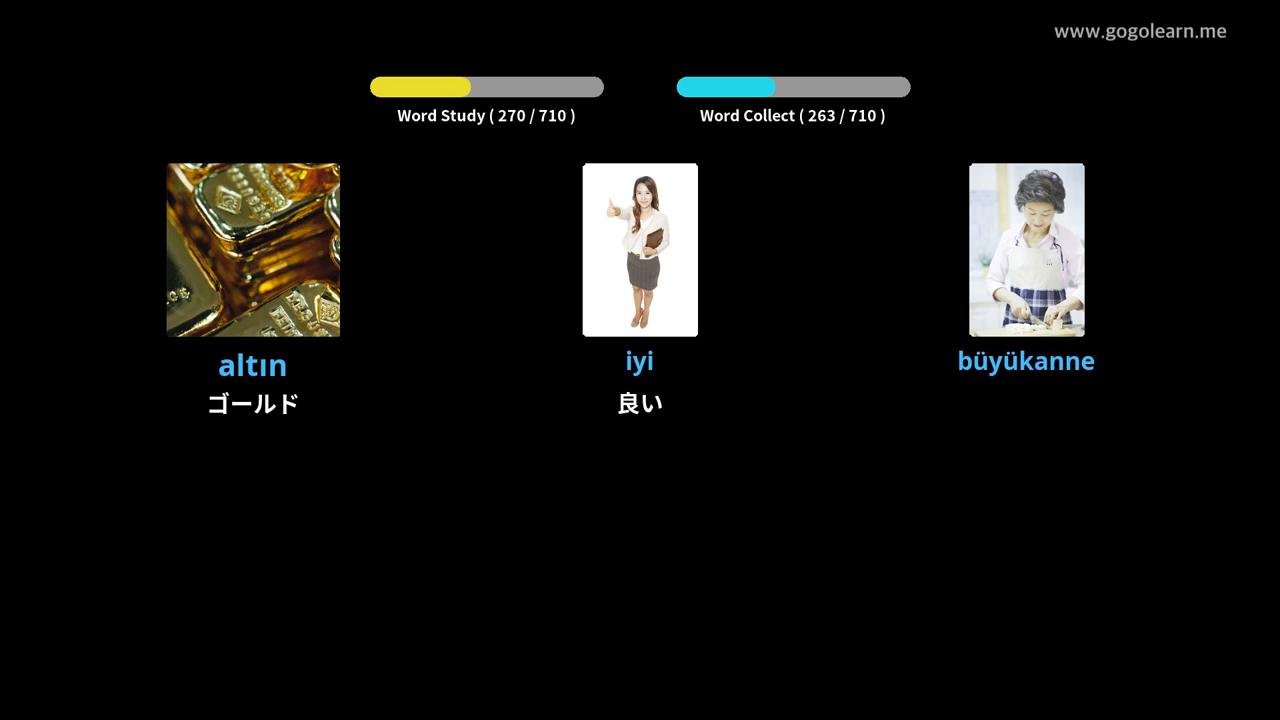 www.gogolearn.me
Word Study ( 270 / 710 )
Word Collect ( 263 / 710 )
altın
iyi
büyükanne
ゴールド
良い